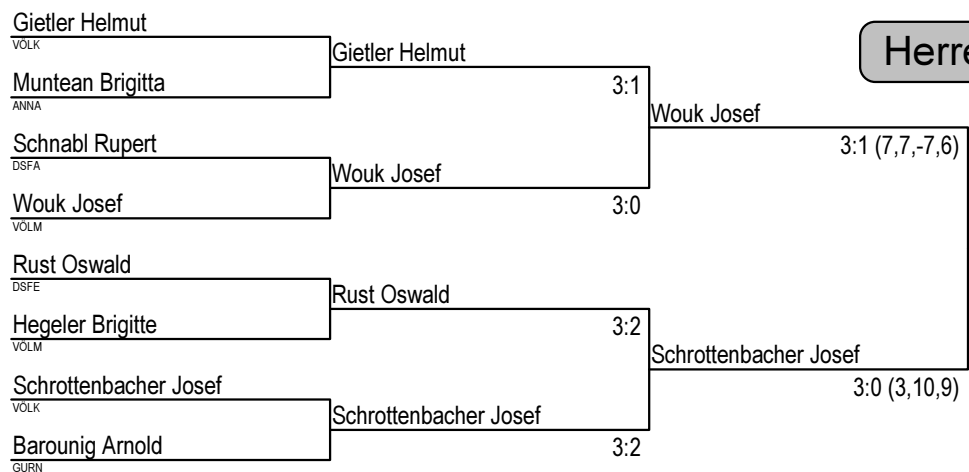 Gietler Helmut
VÖLK
Muntean Brigitta
ANNA
Schnabl Rupert
DSFA
Wouk Josef
VÖLM
Rust Oswald
DSFE
Hegeler Brigitte
VÖLM
Schrottenbacher Josef
VÖLK
Barounig Arnold
GURN
Gietler Helmut
3:1
Wouk Josef
3:0
Rust Oswald
3:2
Schrottenbacher Josef
3:2
Wouk Josef
3:1 (7,7,-7,6)
Schrottenbacher Josef
3:0 (3,10,9)
Herre